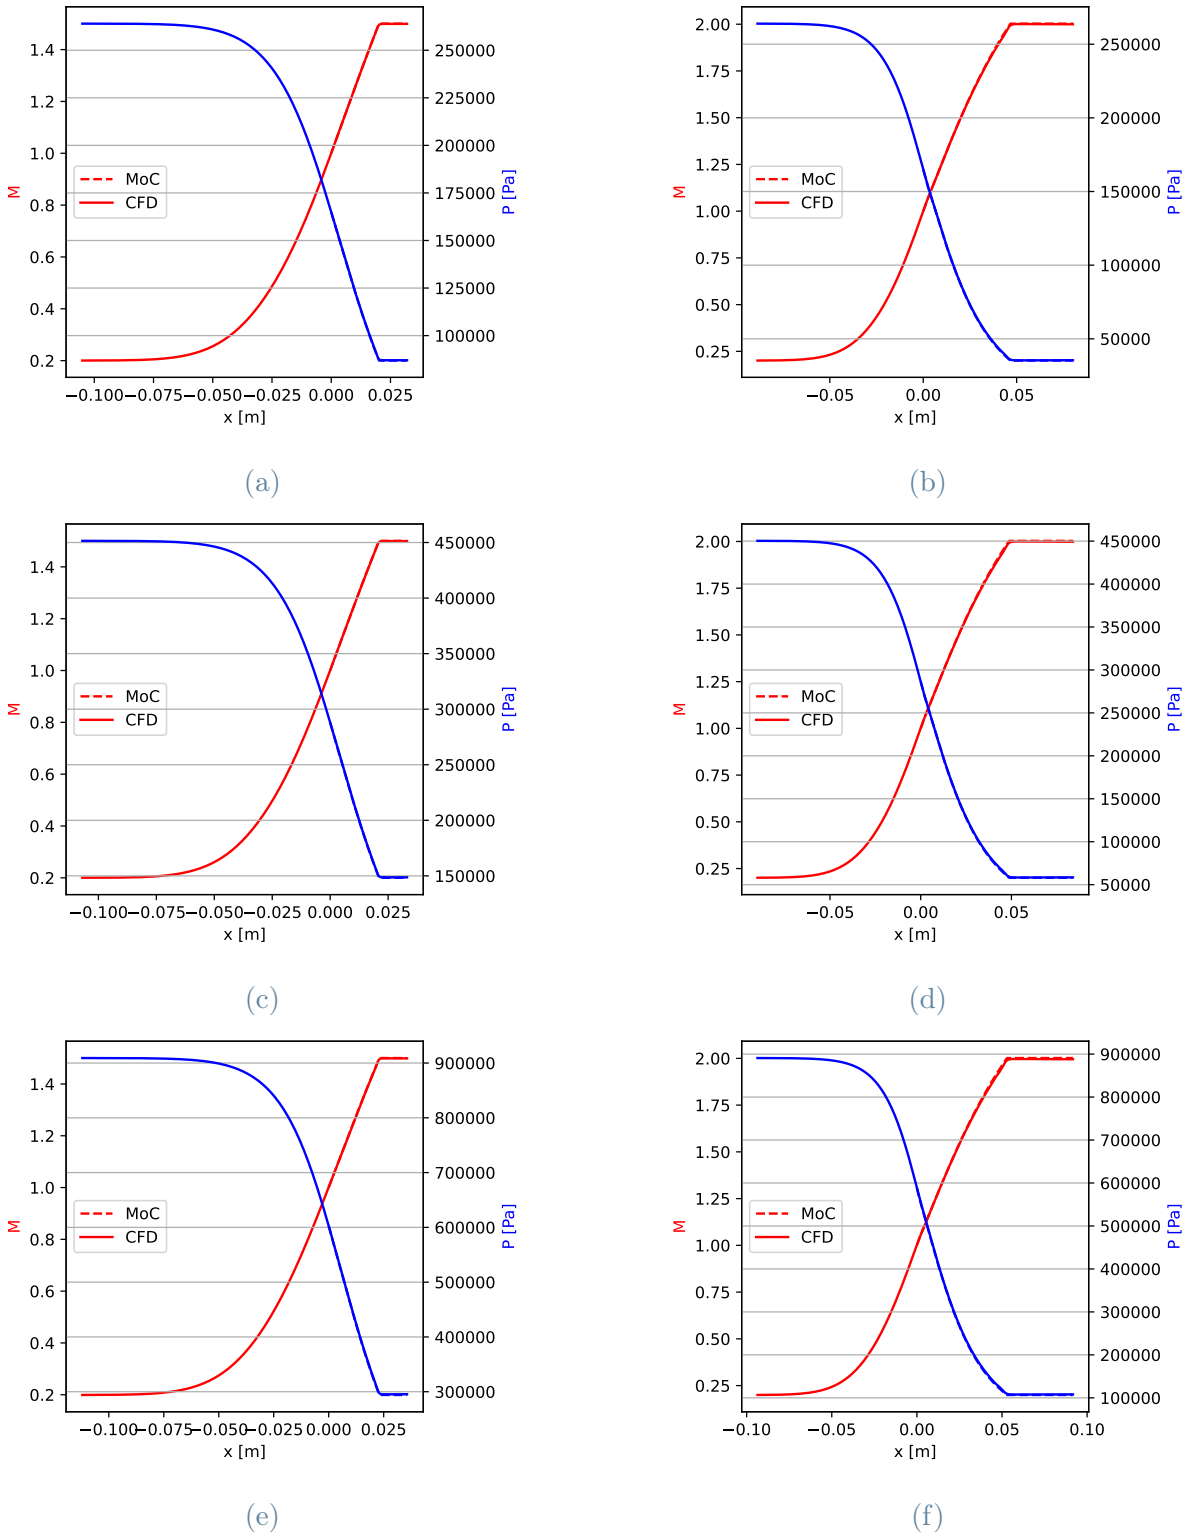 1.4
1.2
1.0
0.8
0.6
0.4
0.2
M
MoC
CFD
250000
225000
200000
175000
150000
125000
100000
P [Pa]
−0.100 −0.075 −0.050 −0.025 0.000 0.025
x [m]
(a)
2.00
1.75
1.50
1.25
1.00
0.75
0.50
0.25
M
MoC
CFD
250000
200000
150000
100000
50000
P [Pa]
−0.05 0.00 0.05
x [m]
(b)
1.4
1.2
1.0
0.8
0.6
0.4
0.2
M
MoC
CFD
450000
400000
350000
300000
250000
200000
150000
P [Pa]
−0.100 −0.075 −0.050 −0.025 0.000 0.025
x [m]
(c)
2.00
1.75
1.50
1.25
1.00
0.75
0.50
0.25
M
MoC
CFD
450000
400000
350000
300000
250000
200000
150000
100000
50000
P [Pa]
−0.05 0.00 0.05
x [m]
(d)
1.4
1.2
1.0
0.8
0.6
0.4
0.2
M
MoC
CFD
900000
800000
700000
600000
500000
400000
300000
P [Pa]
−0.100 −0.075 −0.050 −0.025 0.000 0.025
x [m]
(e)
2.00
1.75
1.50
1.25
1.00
0.75
0.50
0.25
M
MoC
CFD
900000
800000
700000
600000
500000
400000
300000
200000
100000
P [Pa]
−0.10 −0.05 0.00 0.05 0.10
x [m]
(f)